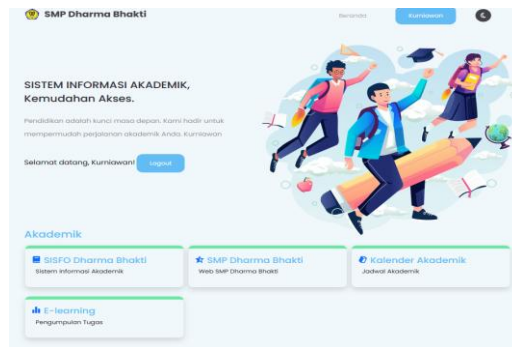 SMP Dharma Bhakti
Beranda
Kurniawan
SISTEM INFORMASI AKADEMIK,
Kemudahan Akses.
Pendidikan adalah kunci masa depan. Kami hadir untuk
mempermudah perjalanan akademik Anda. Kurniawan
Selamat datang, Kurniawan!
Logout
Akademik
SISFO Dharma Bhakti
Sistem Informasi Akademik
SMP Dharma Bhakti
Web SMP Dharma Bhakti
Kalender Akademik
Jadwal Akademik
E-learning
Pengumpulan Tugas